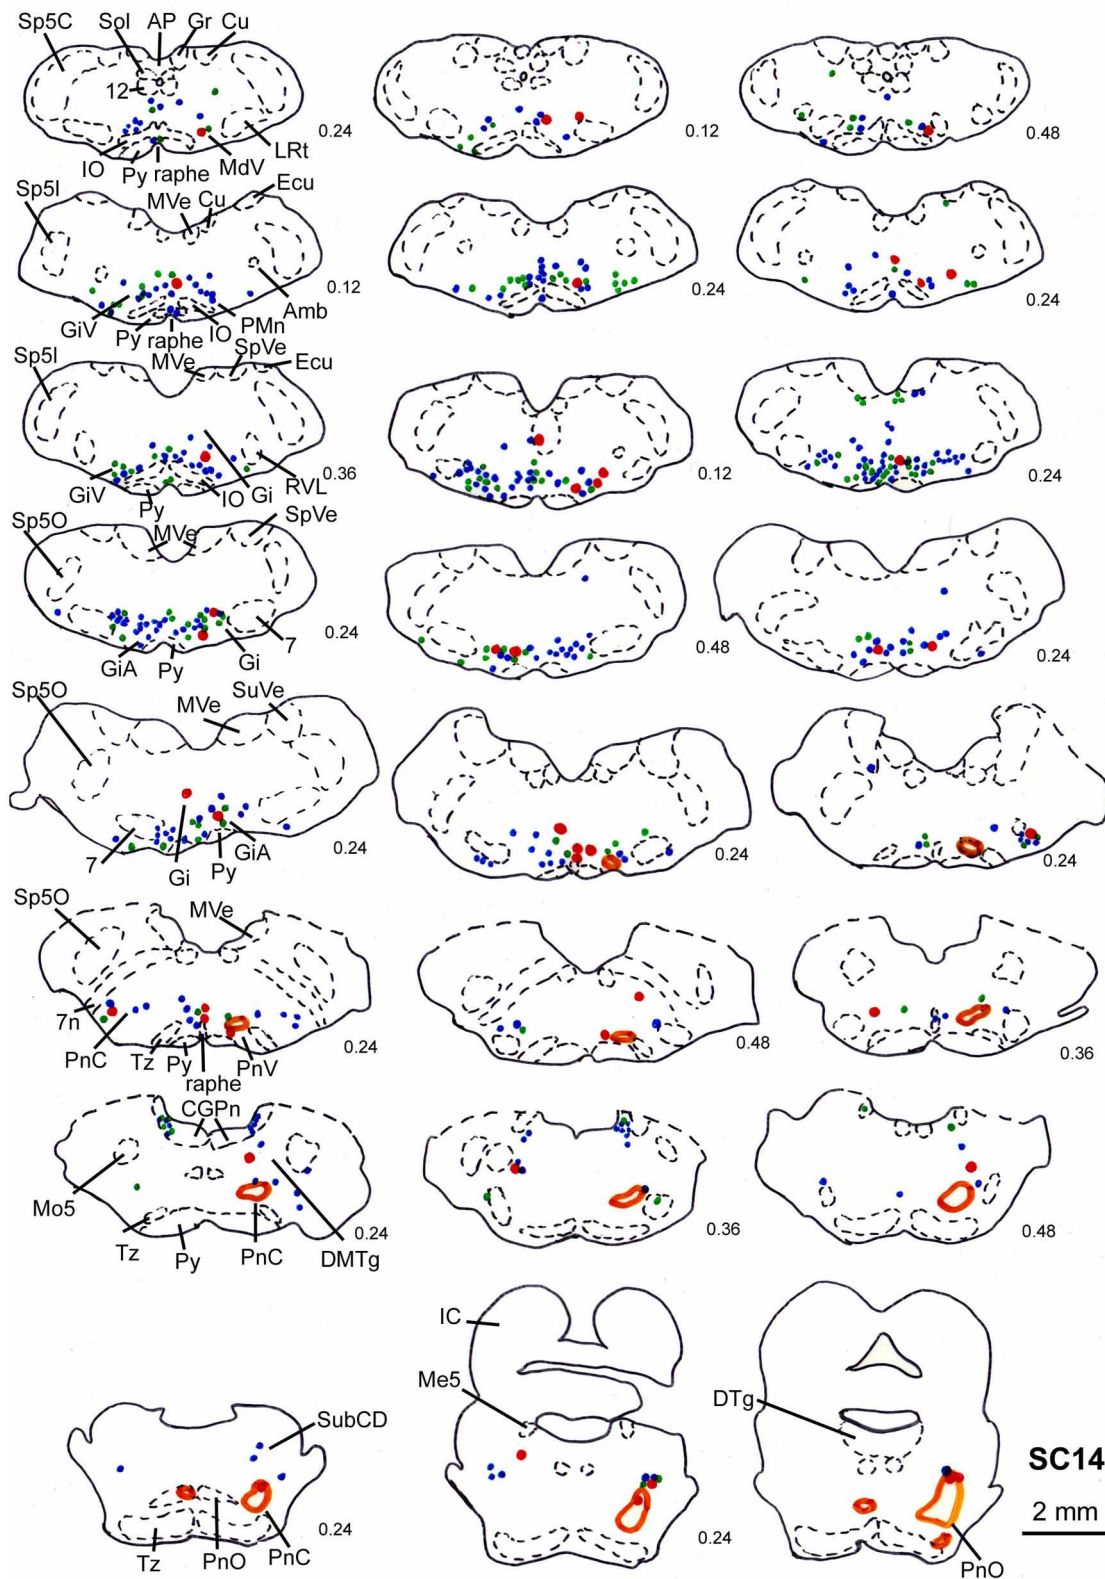 Sp5C Sol AP Gr Cu
12
0.24 0.12 0.48
IO Py raphe MdV LRt
Sp5I MVe Cu Ecu
0.12 0.24 0.24
GiV Py raphe IO PMn Amb
Sp5I MVe SpVe Ecu
0.36 0.12 0.24
GiV Py IO Gi RVL
Sp5O MVe SpVe
0.24 0.48 0.24
GiA Py Gi 7
Sp5O MVe SuVe
0.24 0.24 0.24
7 Gi Py GiA
Sp5O MVe
7n
0.24 0.48 0.36
PnC Tz Py raphe PnV
CGPn
Mo5
0.24 0.36 0.48
Tz Py PnC DMTg
IC
Me5 DTg
SubCD
SC14
2 mm
0.24 0.24
Tz PnO PnC PnO